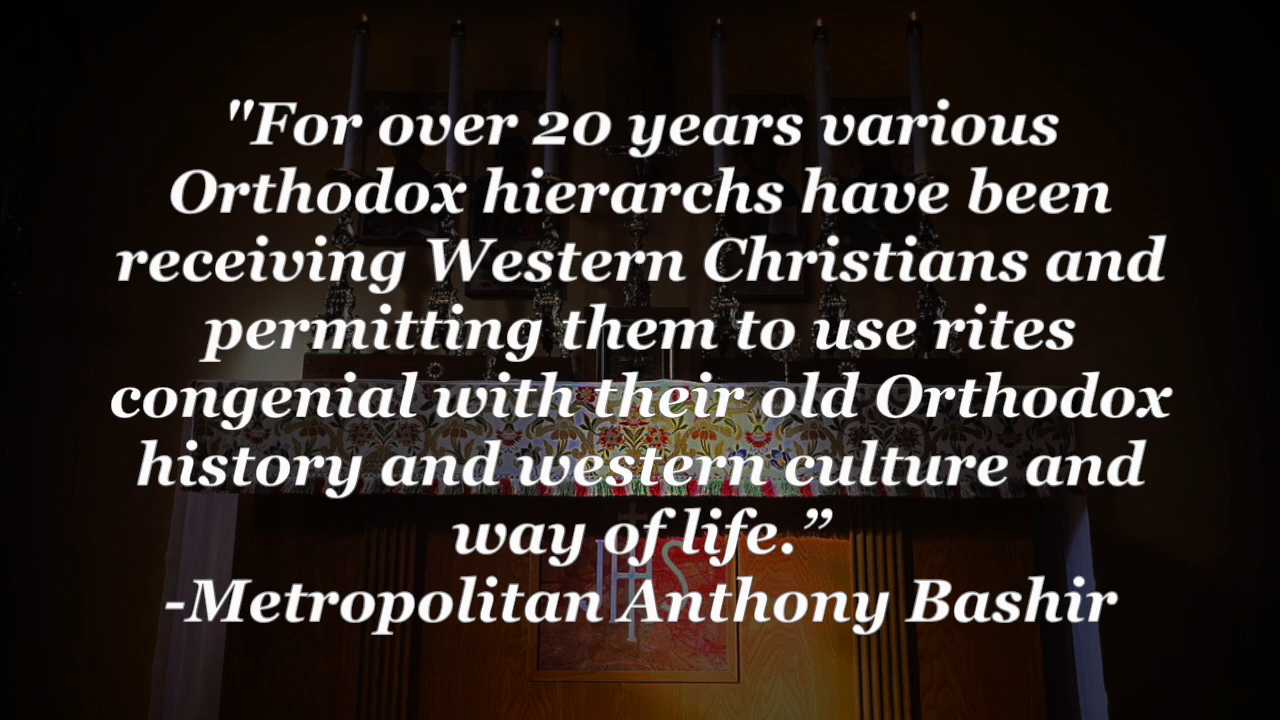 "For over 20 years various
Orthodox hierarchs have been
receiving Western Christians and
permitting them to use rites
congenial with their old Orthodox
history and western culture and
way of life.”
-Metropolitan Anthony Bashir
IHS